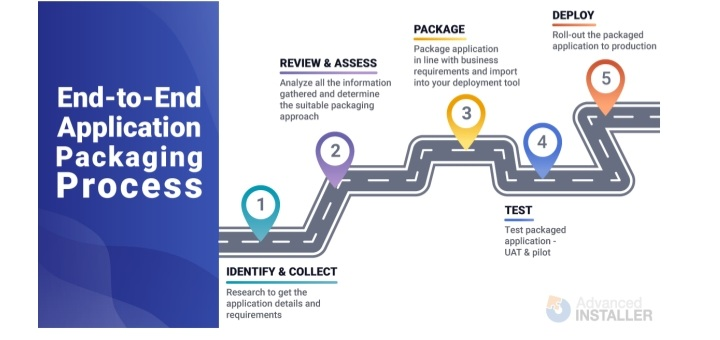 End-to-End
Application
Packaging
Process
1
IDENTIFY & COLLECT
Research to get the
application details and
requirements
REVIEW & ASSESS
Analyze all the information
gathered and determine
the suitable packaging
approach
2
PACKAGE
Package application
in line with business
requirements and import
into your deployment tool
3
4
TEST
Test packaged
application -
UAT & pilot
DEPLOY
Roll-out the packaged
application to production
5
Advanced
INSTALLER